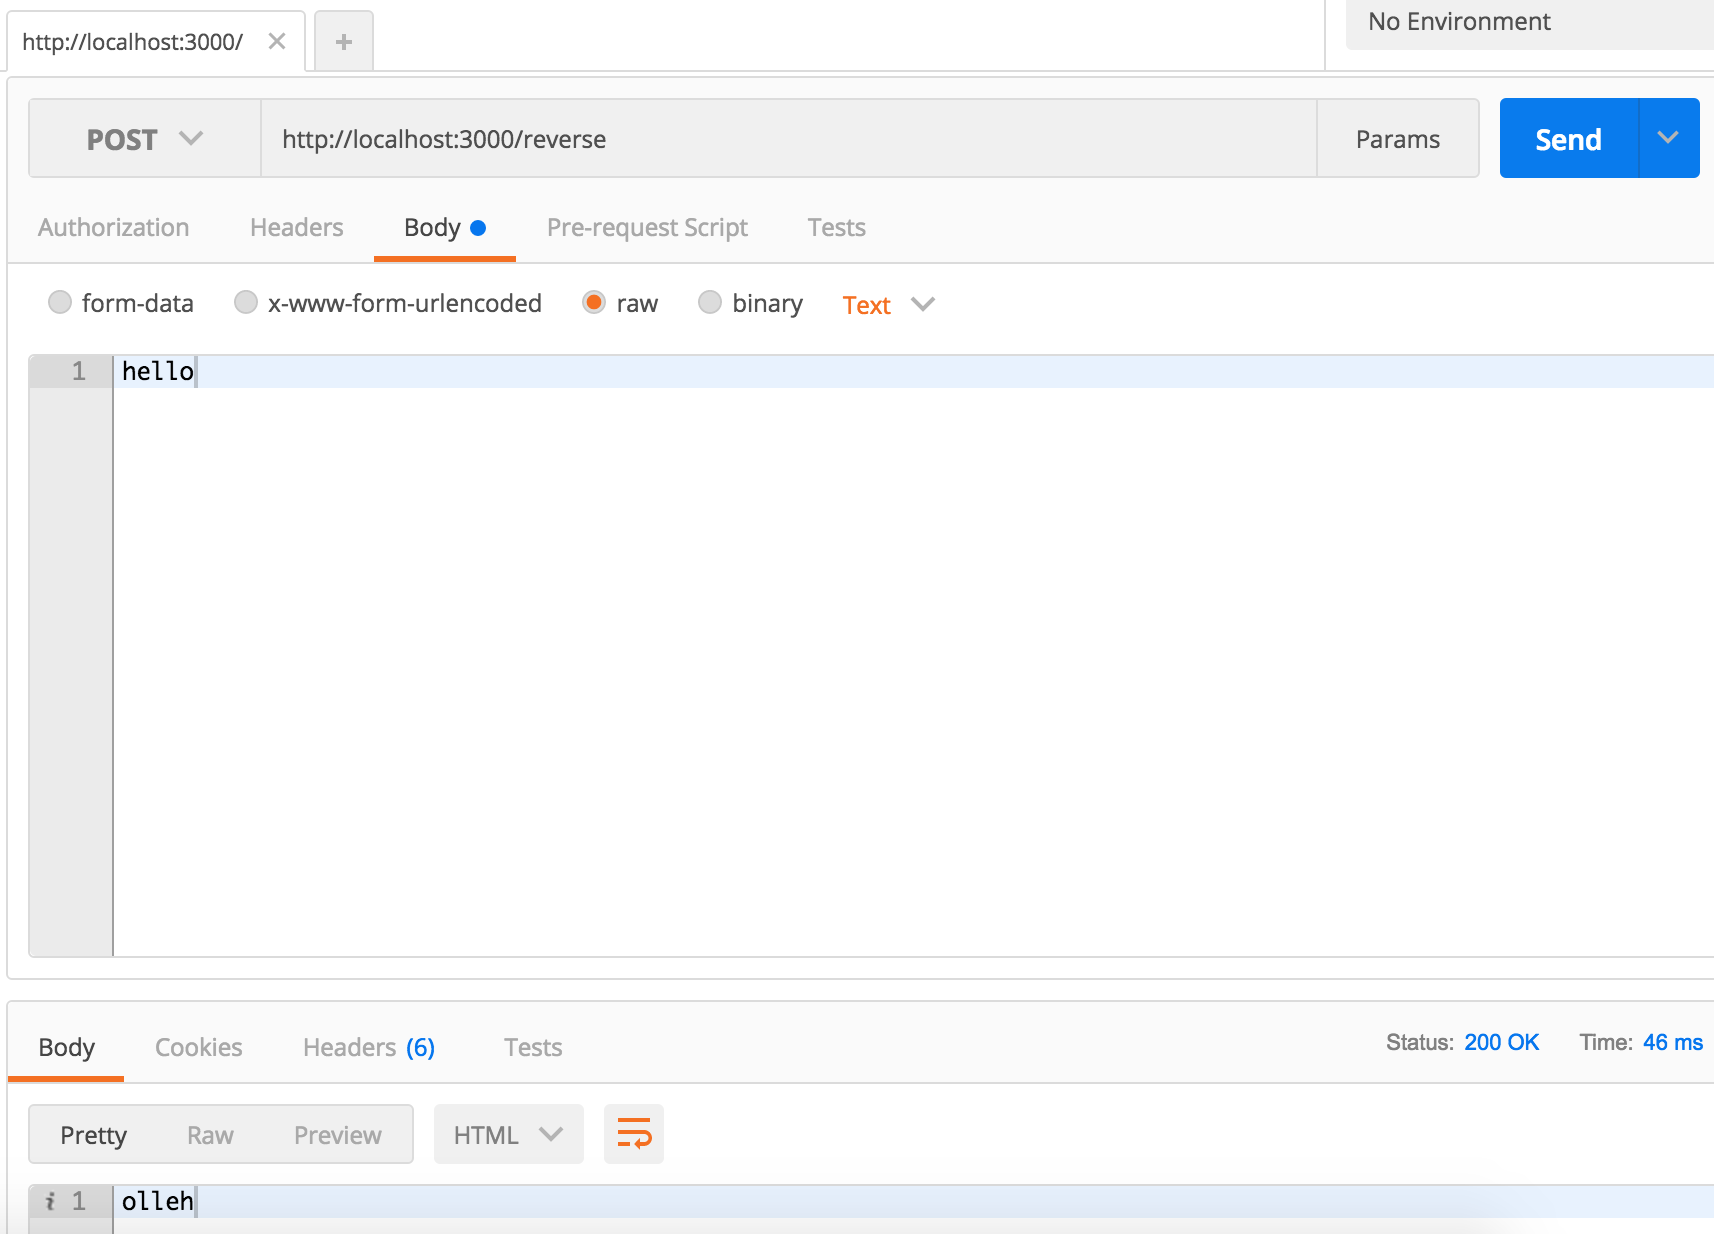 http://localhost:3000/
No Environment
POST http://localhost:3000/reverse Params Send
Authorization Headers Body Pre-request Script Tests
form-data x-www-form-urlencoded raw binary Text
1 hello
Body Cookies Headers (6) Tests Status: 200 OK Time: 46 ms
Pretty Raw Preview HTML
i 1 olleh